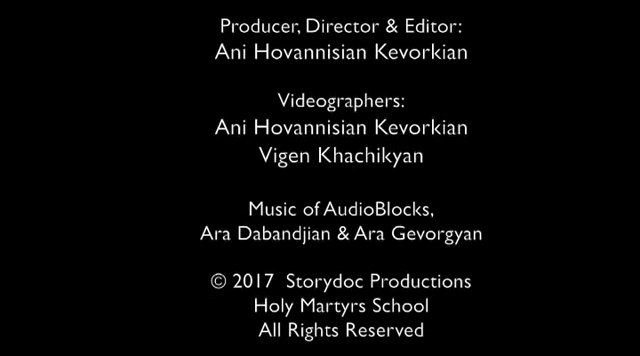 Producer, Director & Editor:
Ani Hovannisian Kevorkian
Videographers:
Ani Hovannisian Kevorkian
Vigen Khachikyan
Music of AudioBlocks,
Ara Dabandjian & Ara Gevorgyan
© 2017 Storydoc Productions
Holy Martyrs School
All Rights Reserved